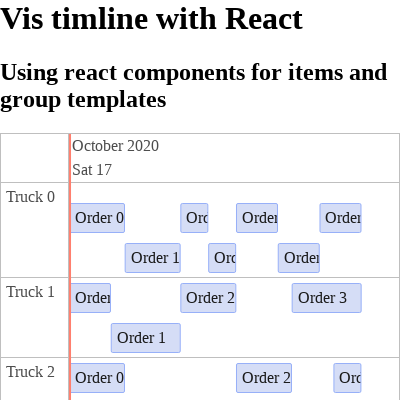 Vis timline with React
Using react components for items and
group templates
October 2020
Sat 17
Truck 0
Order 0 Orc Order Order
Order 1 Orc Order
Truck 1
Order Order 2 Order 3
Order 1
Truck 2
Order 0 Order 2 Orc